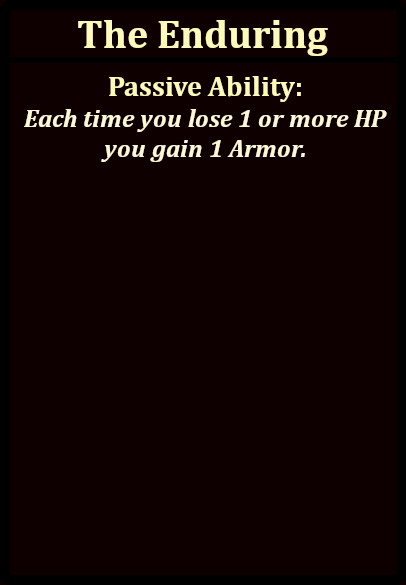 The Enduring
Passive Ability:
Each time you lose 1 or more HP
you gain 1 Armor.